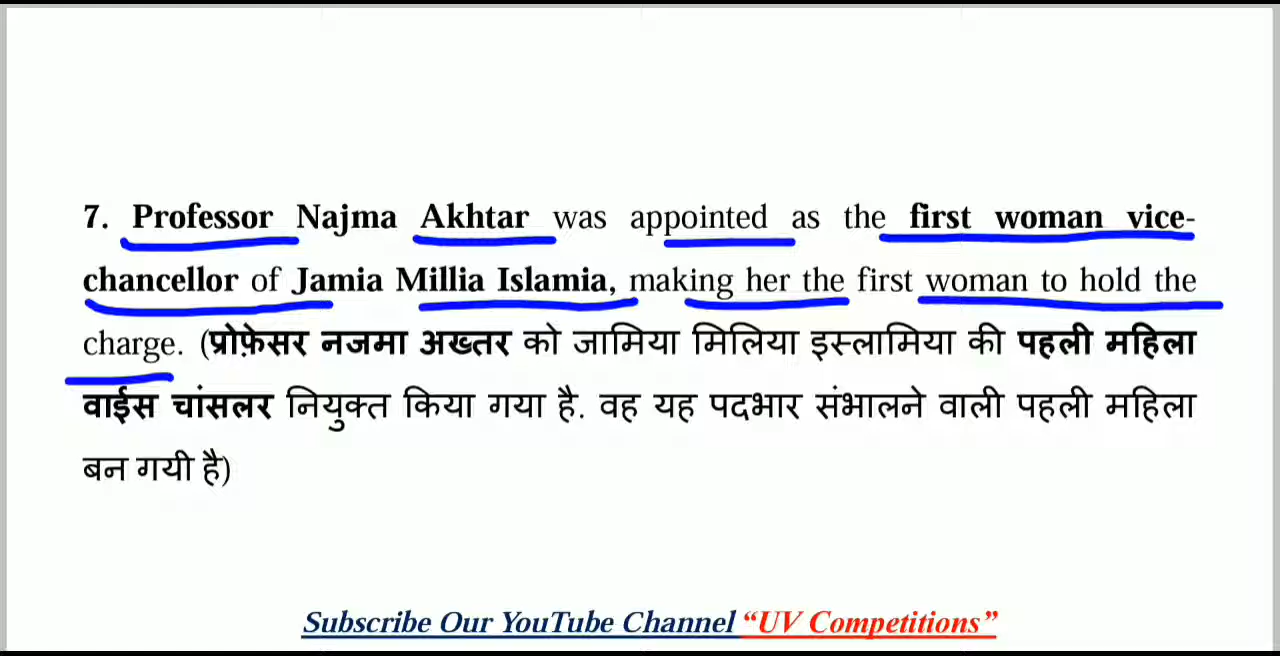 7. Professor Najma Akhtar was appointed as the first woman vice-
chancellor of Jamia Millia Islamia, making her the first woman to hold the
charge. (प्रोफ़ेसर नजमा अख्तर को जामिया मिलिया इस्लामिया की पहली महिला
वाईस चांसलर नियुक्त किया गया है. वह यह पदभार संभालने वाली पहली महिला
बन गयी है)
Subscribe Our YouTube Channel “UV Competitions”